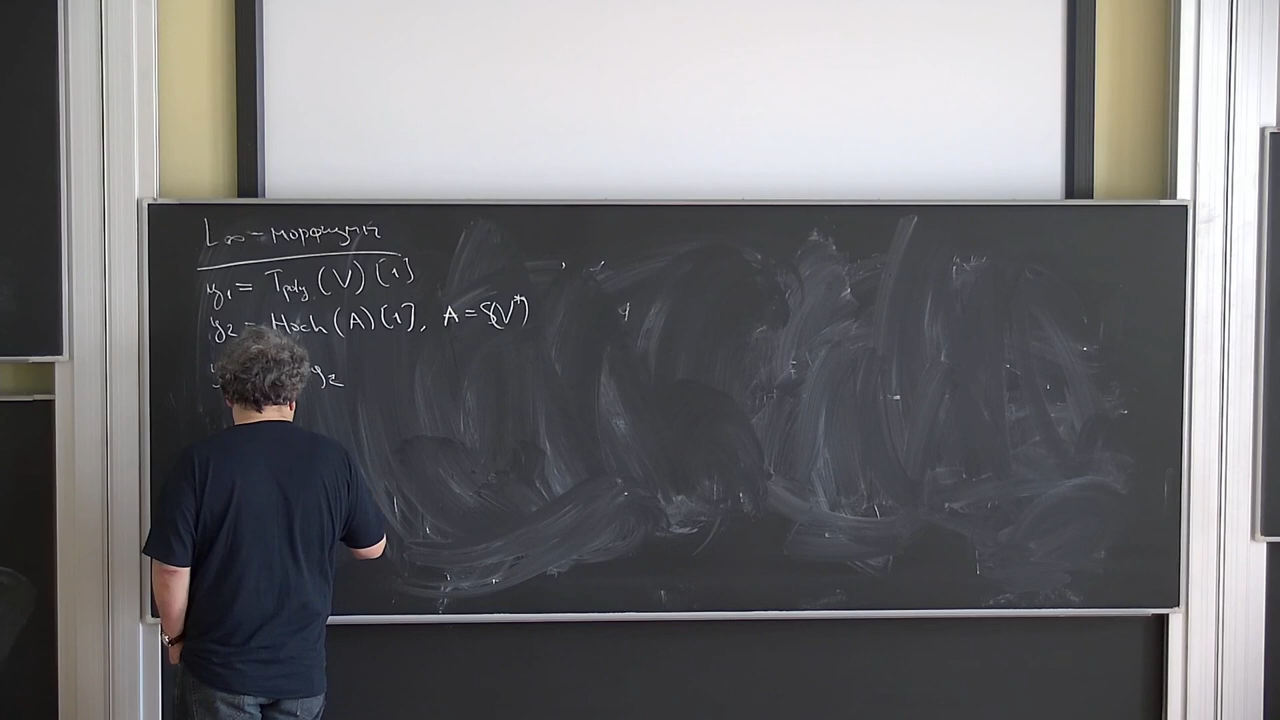 L∞-морфизм
𝔤₁ = T_poly(V)[1]
𝔤₂ = Hoch(A)[1], A = S(V*)
𝔤₂